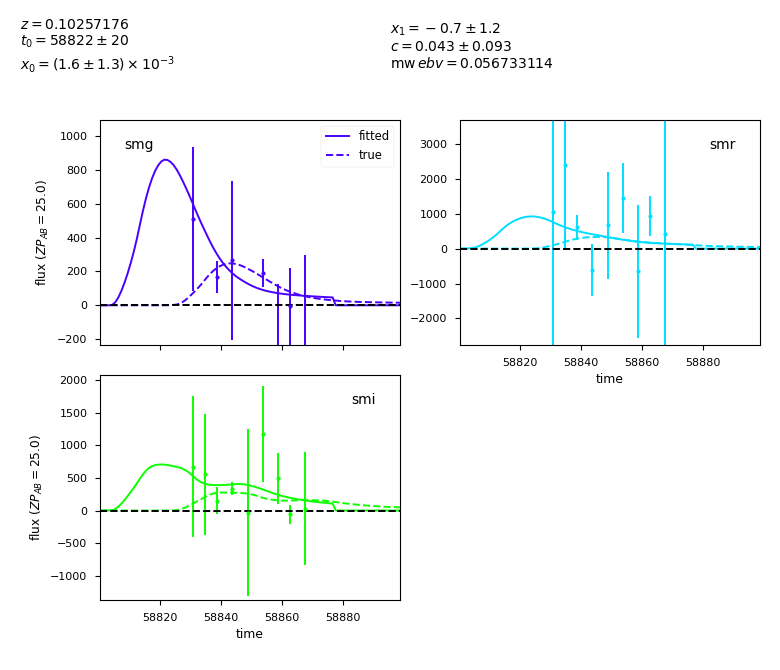 z = 0.10257176
t₀ = 58822 ± 20
x₀ = (1.6 ± 1.3) × 10⁻³
x₁ = −0.7 ± 1.2
c = 0.043 ± 0.093
mw ebv = 0.056733114
smg
fitted
true
1000
800
600
400
200
0
−200
flux (ZP_AB = 25.0)
smr
3000
2000
1000
0
−1000
−2000
58820 58840 58860 58880
time
smi
2000
1500
1000
500
0
−500
−1000
flux (ZP_AB = 25.0)
58820 58840 58860 58880
time